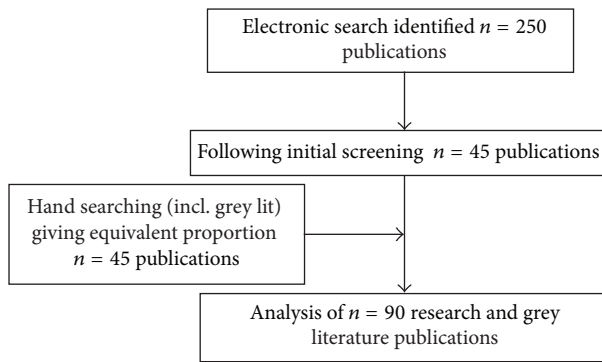 Electronic search identified n = 250
publications
Following initial screening n = 45 publications
Hand searching (incl. grey lit)
giving equivalent proportion
n = 45 publications
Analysis of n = 90 research and grey
literature publications